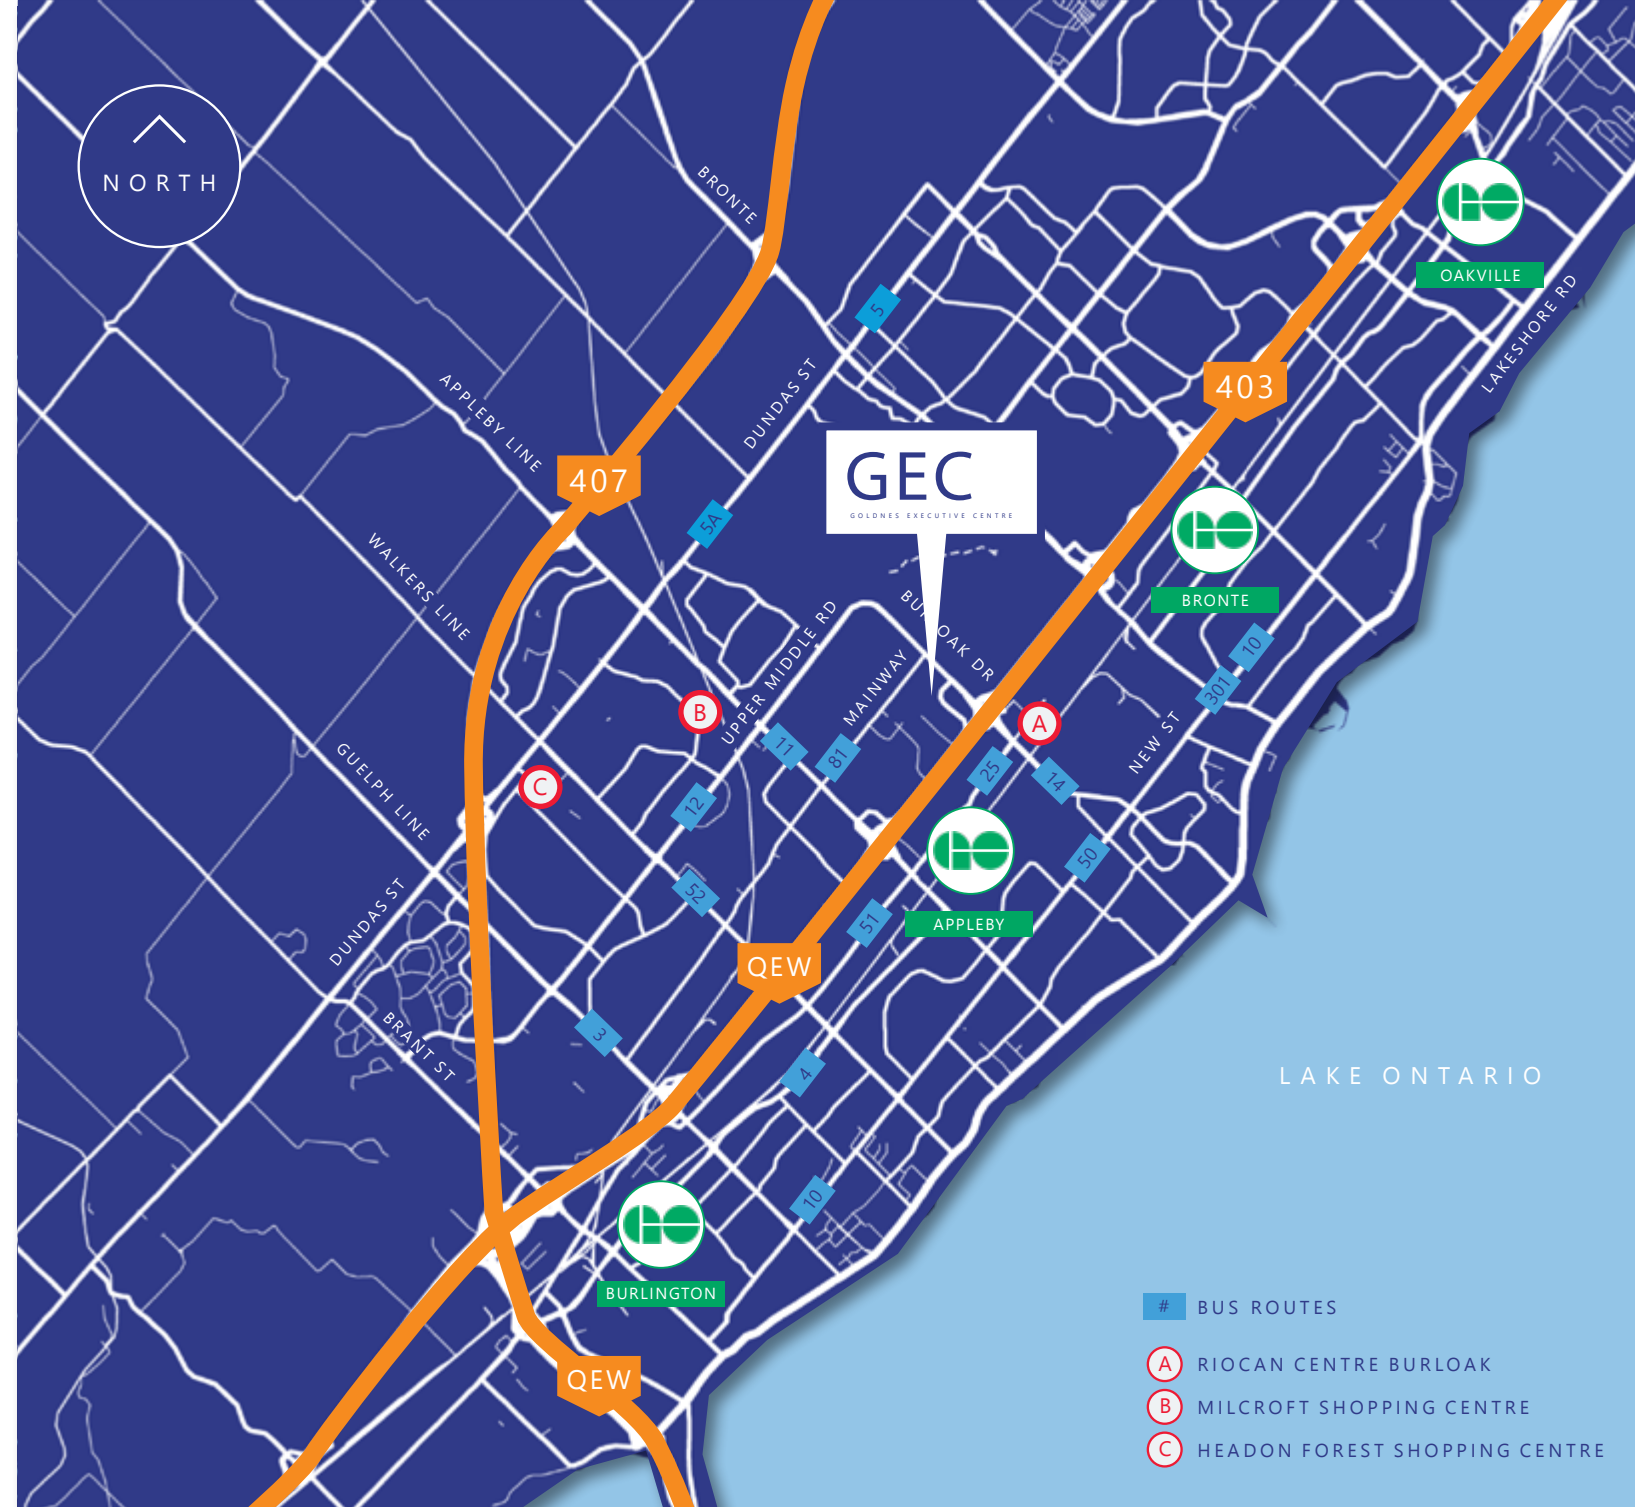 NORTH
BRONTE
OAKVILLE
LAKESHORE RD
5
DUNDAS ST
403
APPLEBY LINE
407
GEC
GOLDNES EXECUTIVE CENTRE
5A
WALKERS LINE
BRONTE
UPPER MIDDLE RD
MAINWAY
10
301
B
A
NEW ST
11
81
25
14
C
12
GUELPH LINE
50
52
DUNDAS ST
51
APPLEBY
QEW
BRANT ST
3
4
LAKE ONTARIO
10
BURLINGTON
QEW
# BUS ROUTES
A RIOCAN CENTRE BURLOAK
B MILCROFT SHOPPING CENTRE
C HEADON FOREST SHOPPING CENTRE